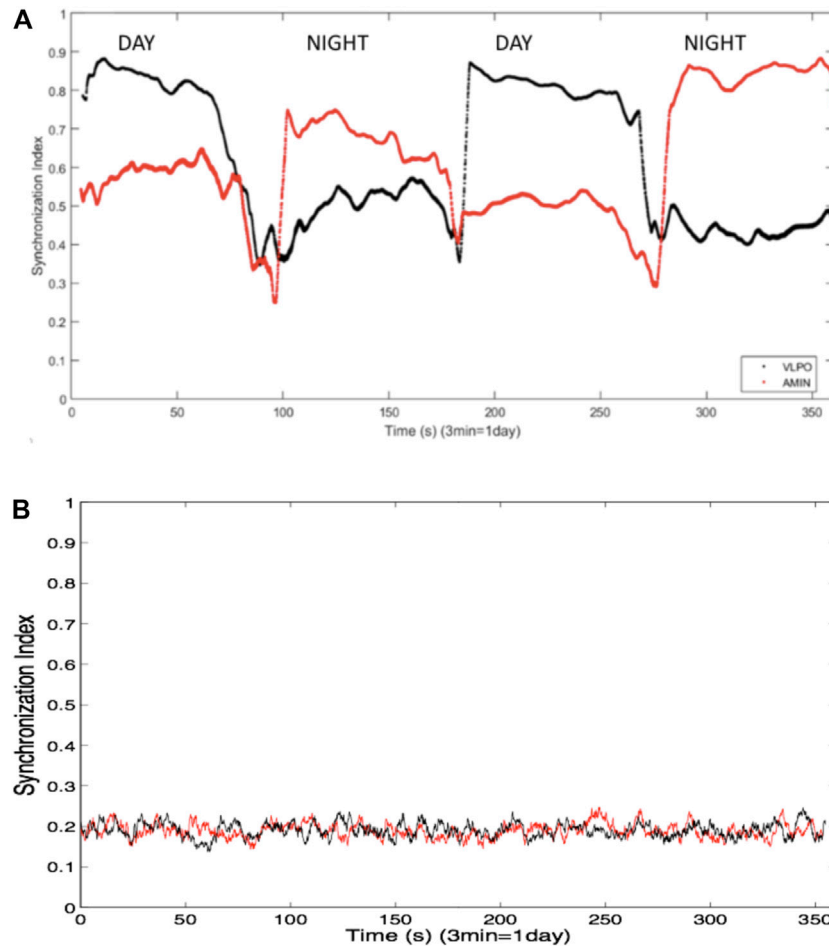 A
DAY
NIGHT
DAY
NIGHT
1
0.9
0.8
0.7
0.6
0.5
0.4
0.3
0.2
0.1
0
Synchronization Index
VLPO
AMIN
0 50 100 150 200 250 300 350
Time (s) (3min=1day)
B
1
0.9
0.8
0.7
0.6
0.5
0.4
0.3
0.2
0.1
0
Synchronization Index
0 50 100 150 200 250 300 350
Time (s) (3min=1day)